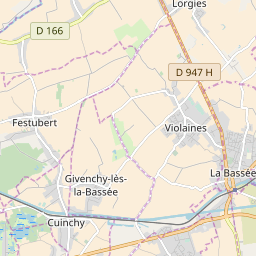 Lorgies
D 166
D 947 H
Festubert
Violaines
Givenchy-lès-
la-Bassée
La Bassée
Cuinchy